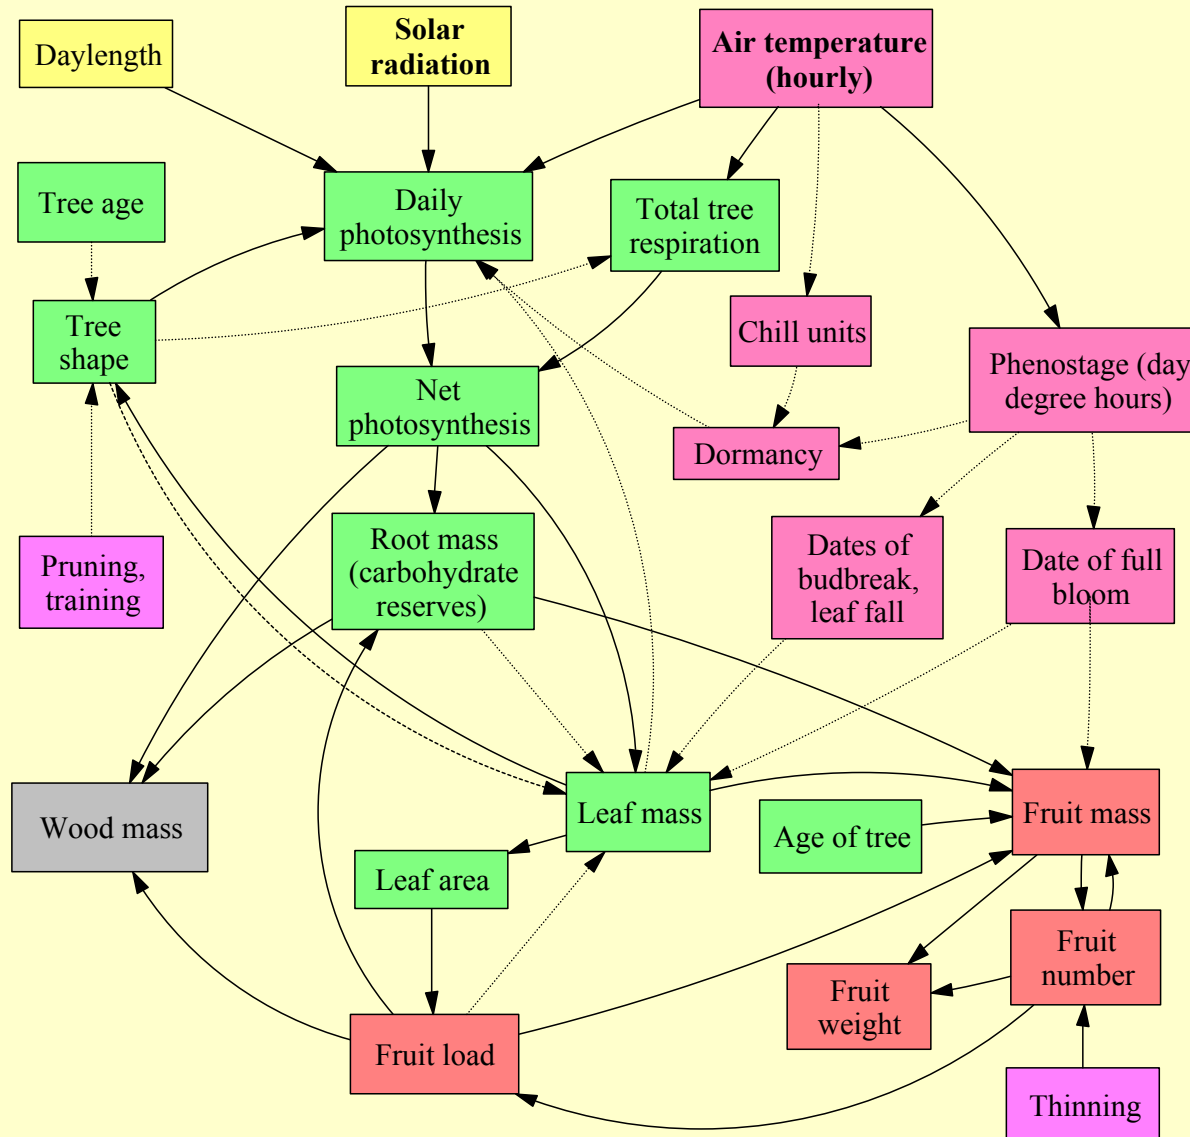 Daylength
Solar
radiation
Air temperature
(hourly)
Tree age
Daily
photosynthesis
Total tree
respiration
Tree
shape
Chill units
Phenostage (day
degree hours)
Net
photosynthesis
Dormancy
Pruning,
training
Root mass
(carbohydrate
reserves)
Dates of
budbreak,
leaf fall
Date of full
bloom
Wood mass
Leaf mass
Age of tree
Fruit mass
Leaf area
Fruit
number
Fruit
weight
Fruit load
Thinning